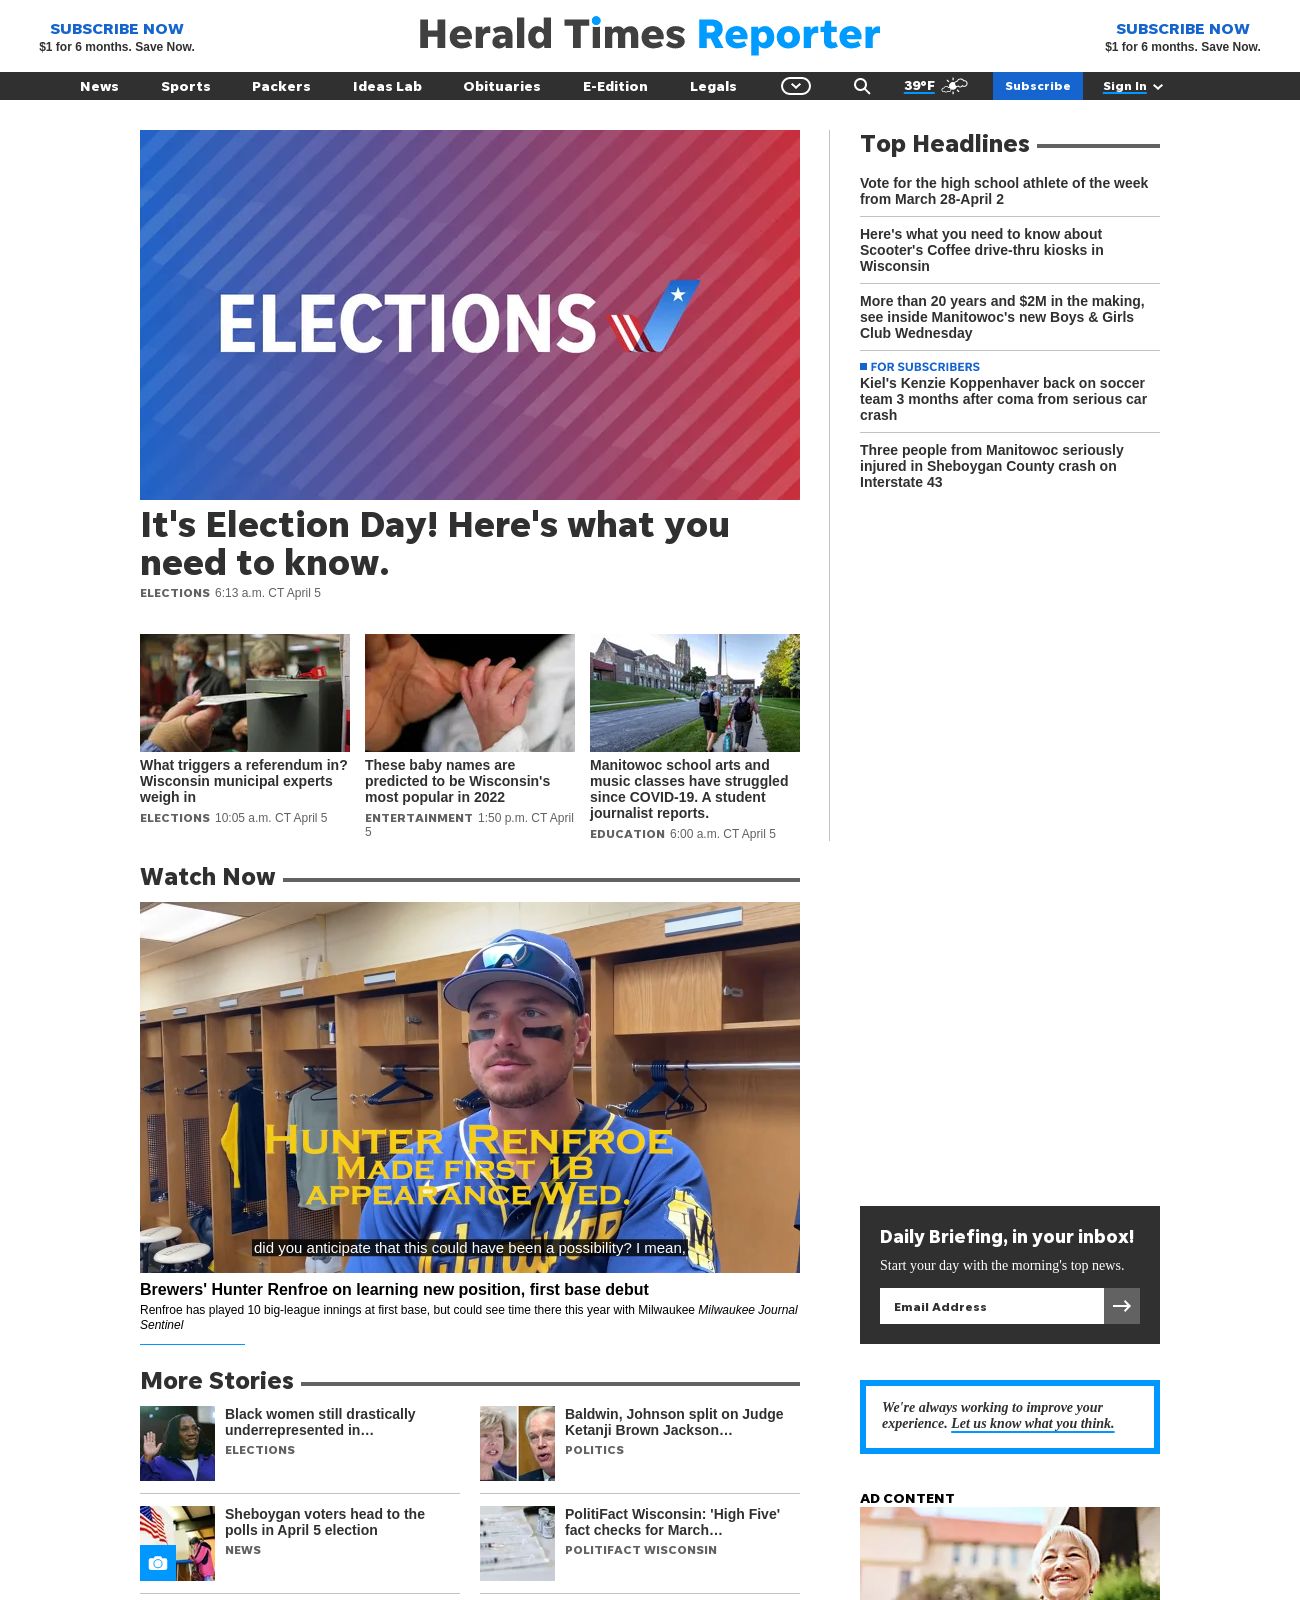 SUBSCRIBE NOW
$1 for 6 months. Save Now.
Herald Times Reporter
SUBSCRIBE NOW
$1 for 6 months. Save Now.
News
Sports
Packers
Ideas Lab
Obituaries
E-Edition
Legals
39°F
Subscribe
Sign In
ELECTIONS
It's Election Day! Here's what you
need to know.
ELECTIONS 6:13 a.m. CT April 5
What triggers a referendum in?
Wisconsin municipal experts
weigh in
ELECTIONS 10:05 a.m. CT April 5
These baby names are
predicted to be Wisconsin's
most popular in 2022
ENTERTAINMENT 1:50 p.m. CT April
5
Manitowoc school arts and
music classes have struggled
since COVID-19. A student
journalist reports.
EDUCATION 6:00 a.m. CT April 5
Top Headlines
Vote for the high school athlete of the week
from March 28-April 2
Here's what you need to know about
Scooter's Coffee drive-thru kiosks in
Wisconsin
More than 20 years and $2M in the making,
see inside Manitowoc's new Boys & Girls
Club Wednesday
FOR SUBSCRIBERS
Kiel's Kenzie Koppenhaver back on soccer
team 3 months after coma from serious car
crash
Three people from Manitowoc seriously
injured in Sheboygan County crash on
Interstate 43
Watch Now
HUNTER RENFROE
MADE FIRST 1B
APPEARANCE WED.
did you anticipate that this could have been a possibility? I mean,
Brewers' Hunter Renfroe on learning new position, first base debut
Renfroe has played 10 big-league innings at first base, but could see time there this year with Milwaukee Milwaukee Journal
Sentinel
More Stories
Black women still drastically
underrepresented in…
ELECTIONS
Baldwin, Johnson split on Judge
Ketanji Brown Jackson…
POLITICS
Sheboygan voters head to the
polls in April 5 election
NEWS
PolitiFact Wisconsin: 'High Five'
fact checks for March…
POLITIFACT WISCONSIN
Daily Briefing, in your inbox!
Start your day with the morning's top news.
Email Address
We're always working to improve your
experience. Let us know what you think.
AD CONTENT